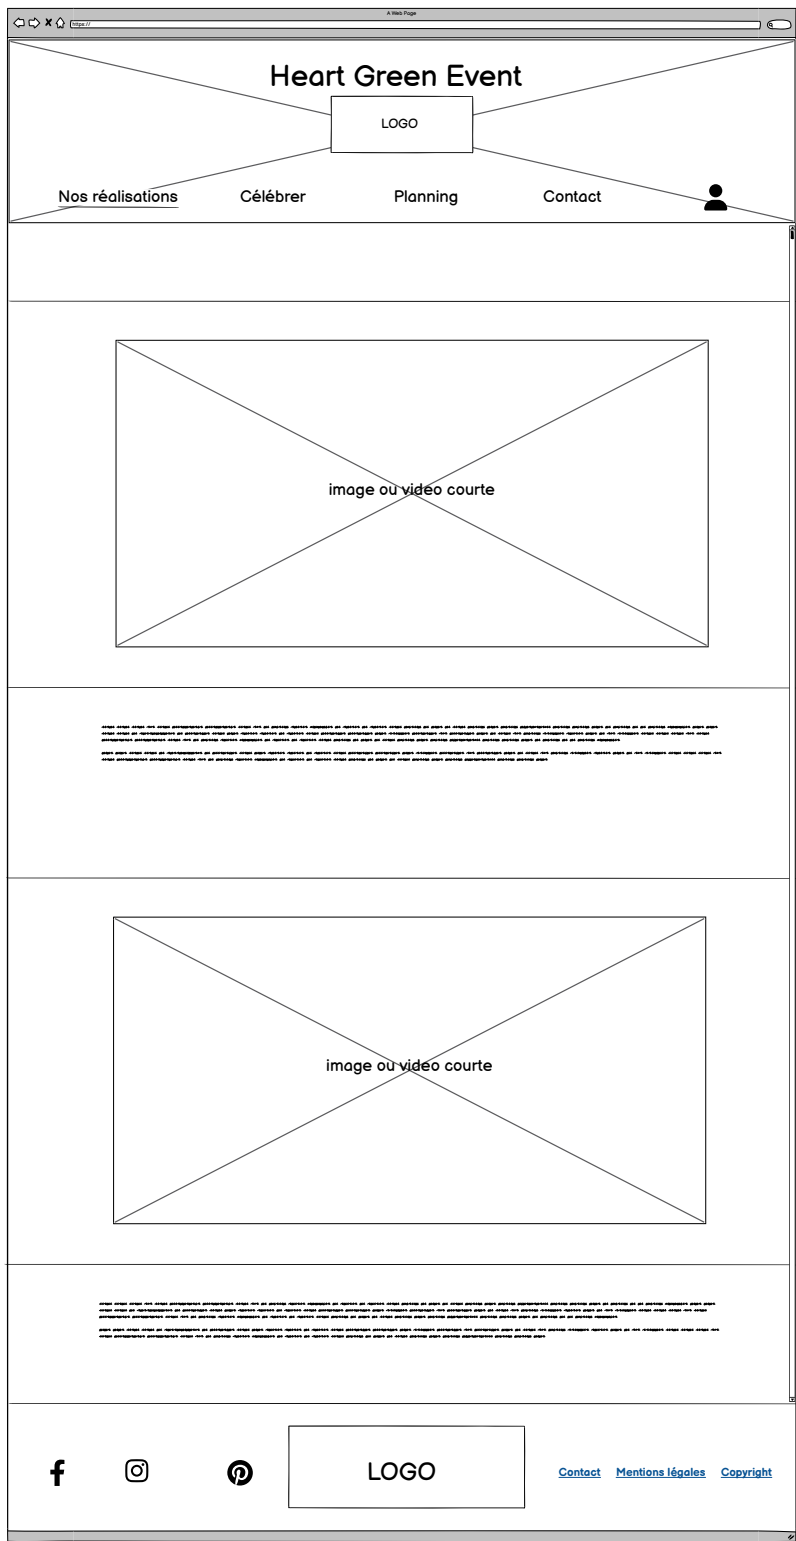 A Web Page
https://
Heart Green Event
LOGO
Nos réalisations Célébrer Planning Contact
image ou video courte
image ou video courte
LOGO
Contact Mentions légales Copyright